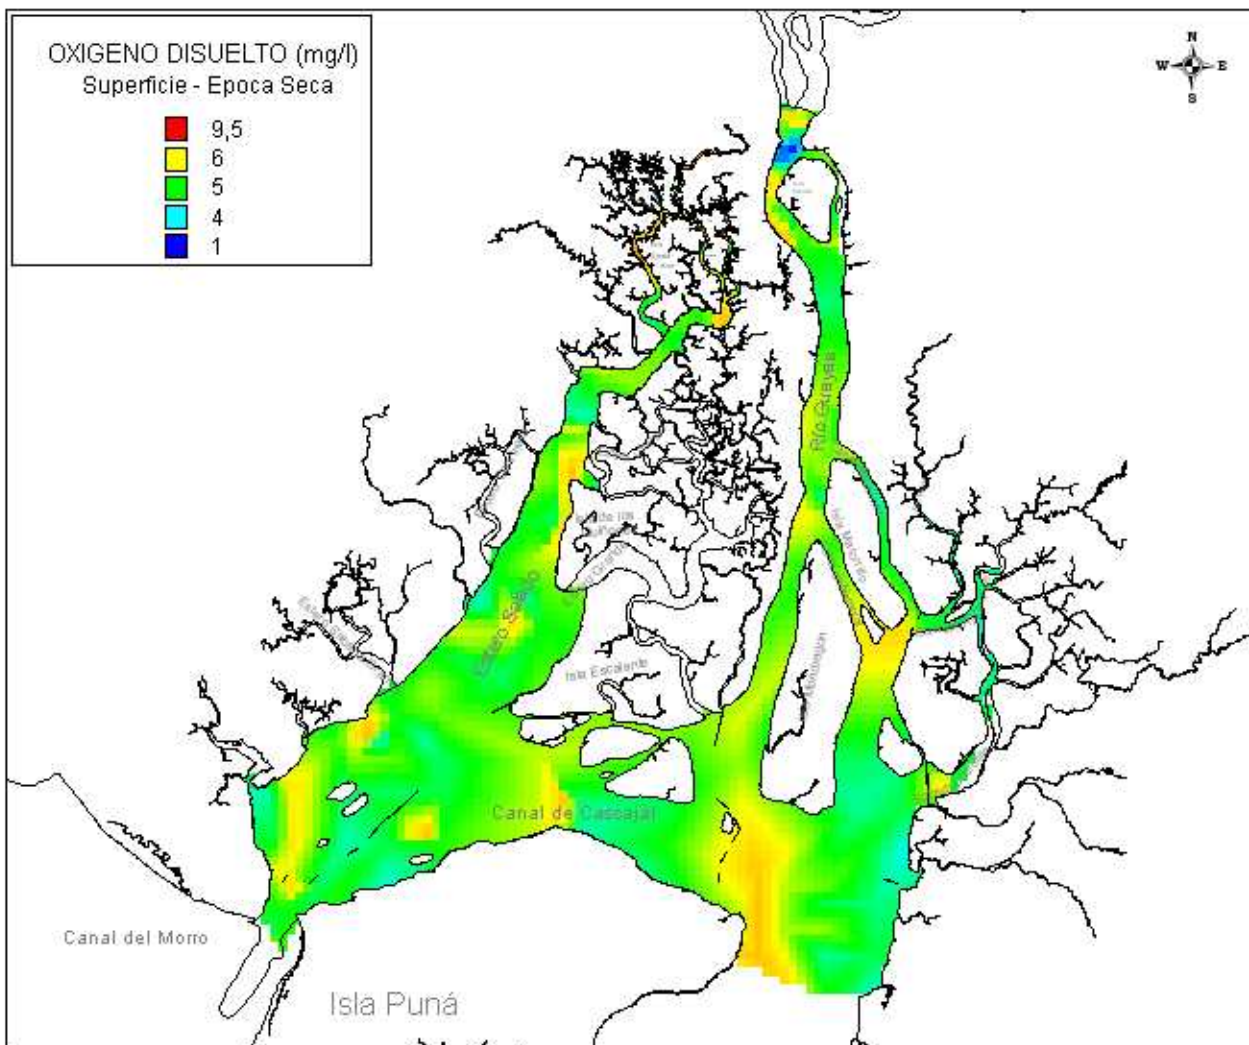 OXIGENO DISUELTO (mg/l)
Superficie - Epoca Seca
9,5
6
5
4
1
N
W E
S
Río Guayas
Estero Salado
Isla Escalante
Canal de Cascajal
Canal del Morro
Isla Puná